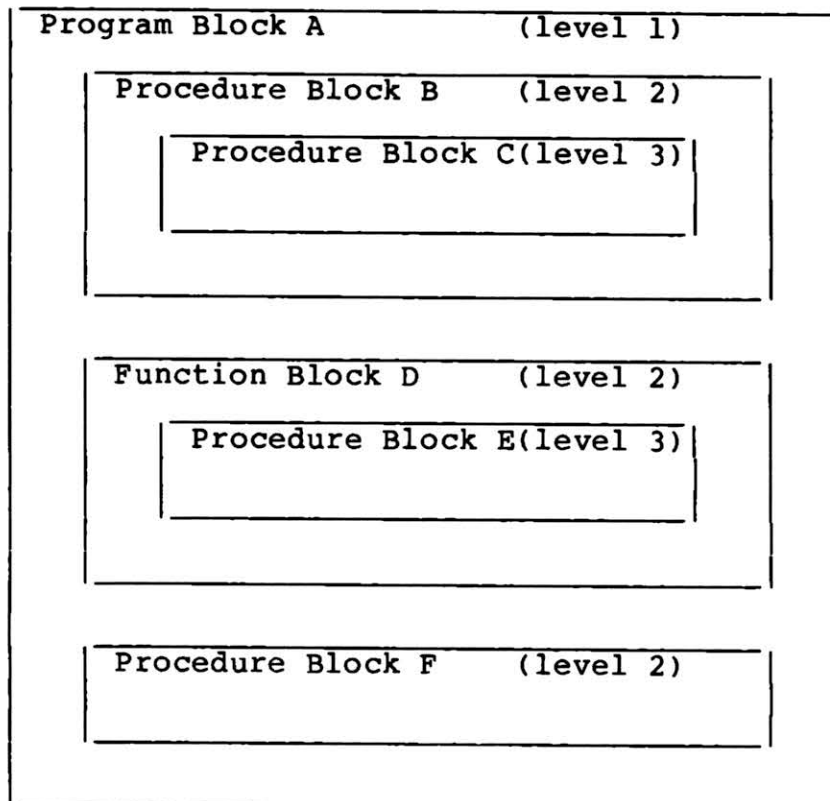 Program Block A (level 1)
Procedure Block B (level 2)
Procedure Block C(level 3)
Function Block D (level 2)
Procedure Block E(level 3)
Procedure Block F (level 2)